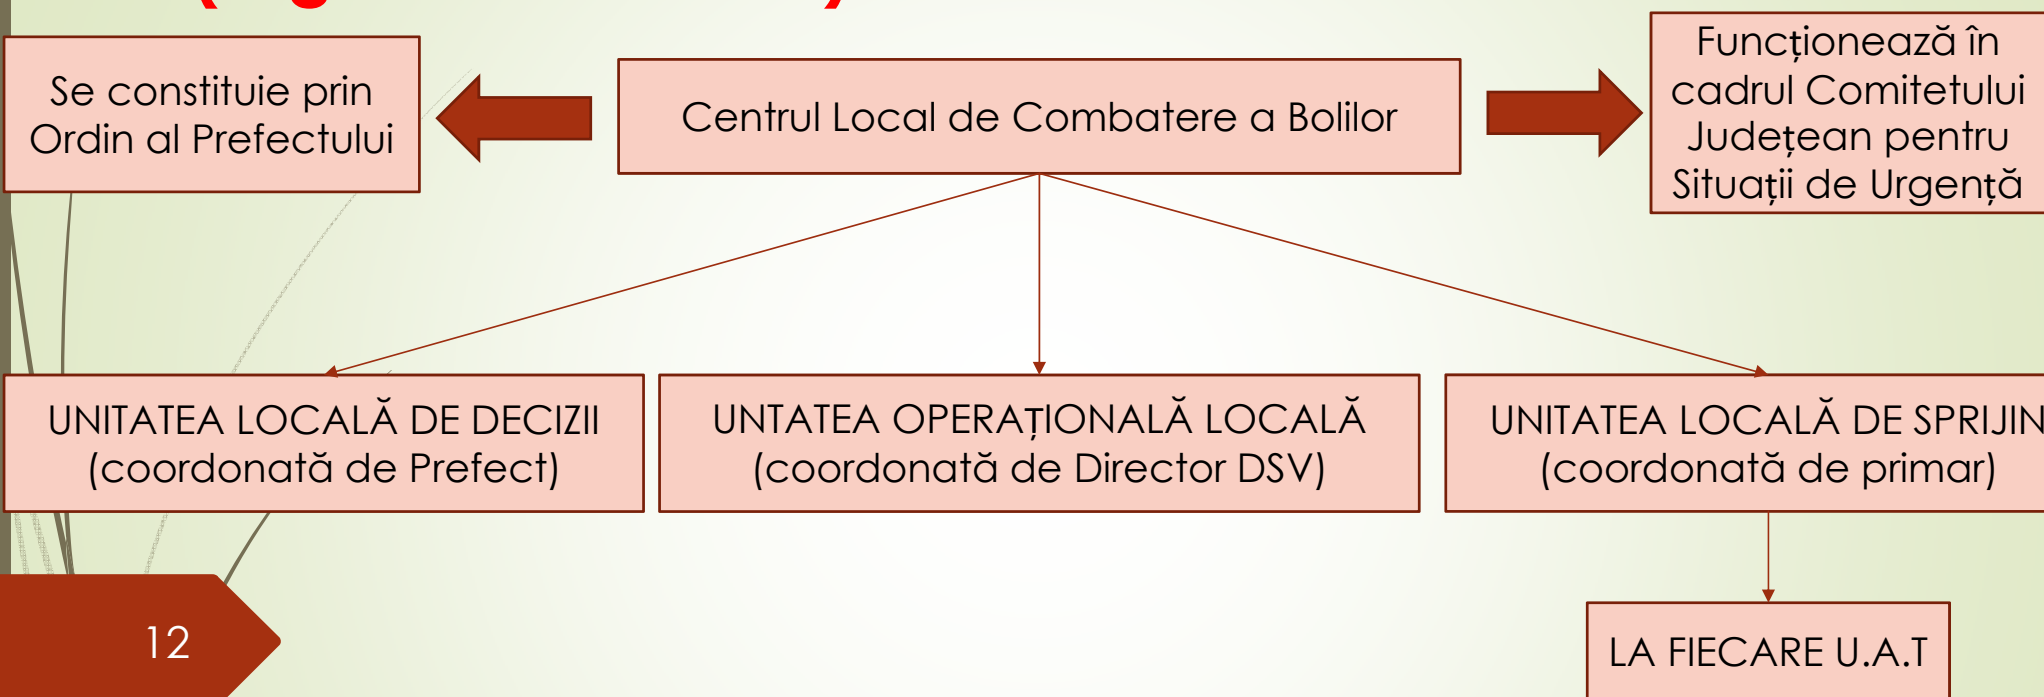 Se constituie prin
Ordin al Prefectului
Centrul Local de Combatere a Bolilor
Funcționează în
cadrul Comitetului
Județean pentru
Situații de Urgență
UNITATEA LOCALĂ DE DECIZII
(coordonată de Prefect)
UNTATEA OPERAȚIONALĂ LOCALĂ
(coordonată de Director DSV)
UNITATEA LOCALĂ DE SPRIJIN
(coordonată de primar)
LA FIECARE U.A.T
12